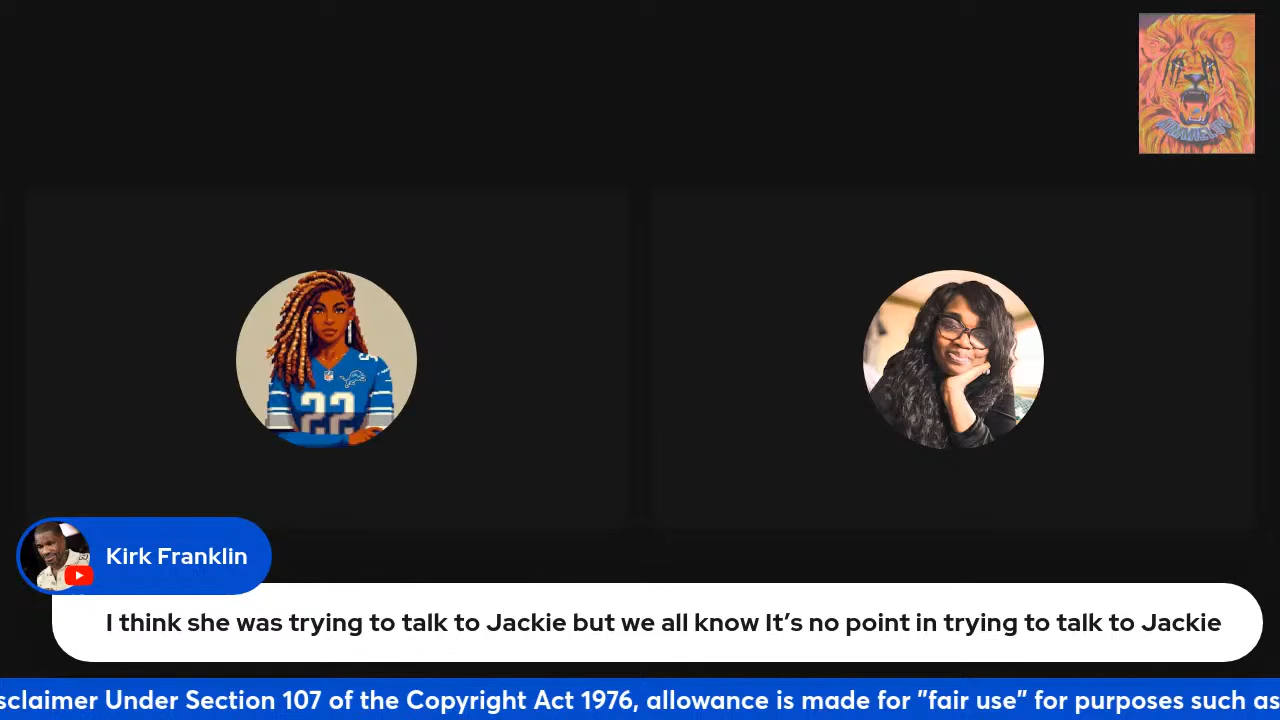 22
Kirk Franklin
I think she was trying to talk to Jackie but we all know It’s no point in trying to talk to Jackie
sclaimer Under Section 107 of the Copyright Act 1976, allowance is made for ”fair use” for purposes such as